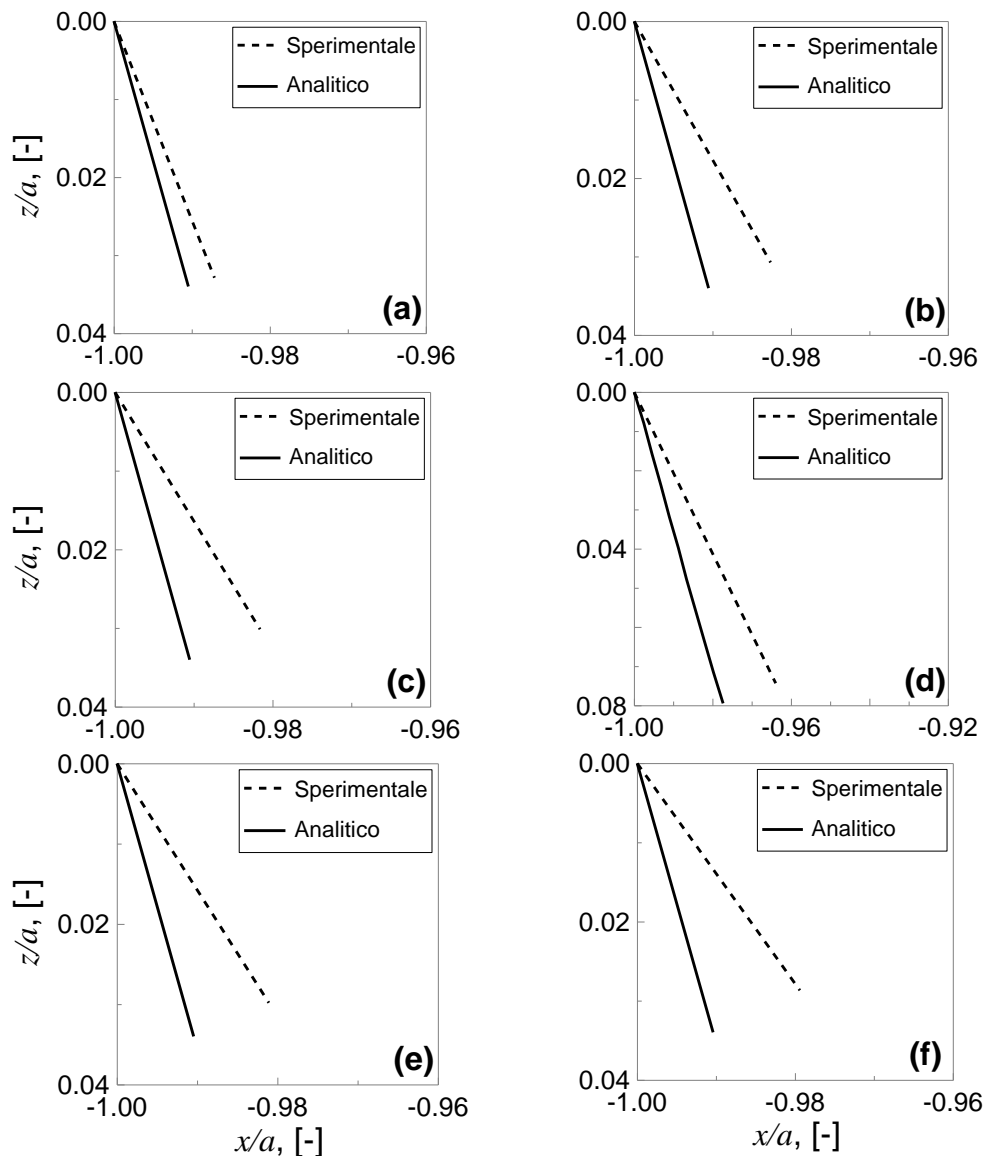 0.00
0.02
0.04
-1.00 -0.98 -0.96
z/a, [-]
Sperimentale
Analitico
(a)
0.00
0.02
0.04
-1.00 -0.98 -0.96
Sperimentale
Analitico
(b)
0.00
0.02
0.04
-1.00 -0.98 -0.96
z/a, [-]
Sperimentale
Analitico
(c)
0.00
0.04
0.08
-1.00 -0.96 -0.92
Sperimentale
Analitico
(d)
0.00
0.02
0.04
-1.00 -0.98 -0.96
z/a, [-]
x/a, [-]
Sperimentale
Analitico
(e)
0.00
0.02
0.04
-1.00 -0.98 -0.96
x/a, [-]
Sperimentale
Analitico
(f)